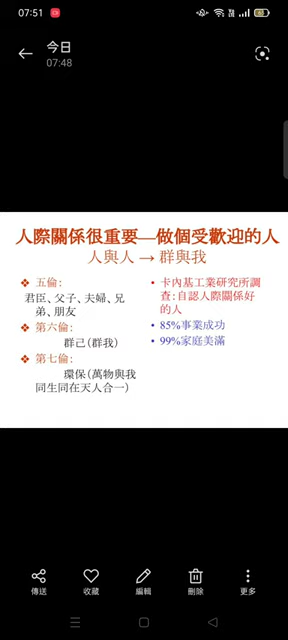 07:51
今日
07:48
人際關係很重要—做個受歡迎的人
人與人 → 群與我
❖ 五倫:
君臣、父子、夫婦、兄
弟、朋友
❖ 第六倫:
群己(群我)
❖ 第七倫:
環保(萬物與我
同生同在天人合一)
• 卡內基工業研究所調
查:自認人際關係好
的人
• 85%事業成功
• 99%家庭美滿
傳送
收藏
編輯
刪除
更多